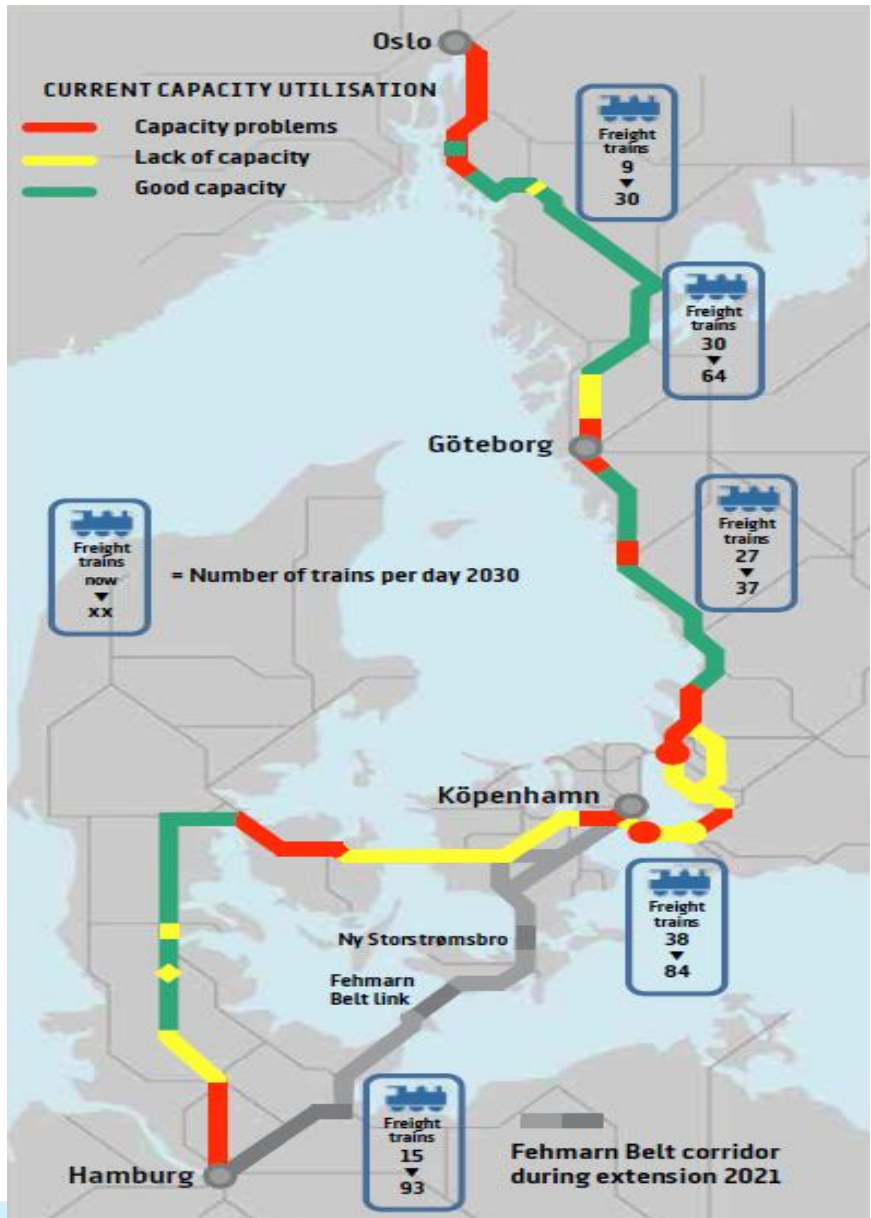 Oslo
CURRENT CAPACITY UTILISATION
Capacity problems
Lack of capacity
Good capacity
Freight
trains
9
30
Freight
trains
30
64
Göteborg
Freight
trains
27
37
Freight
trains
now
xx
= Number of trains per day 2030
Köpenhamn
Freight
trains
38
84
Ny Storstrømsbro
Fehmarn
Belt link
Freight
trains
15
93
Fehmarn Belt corridor
during extension 2021
Hamburg